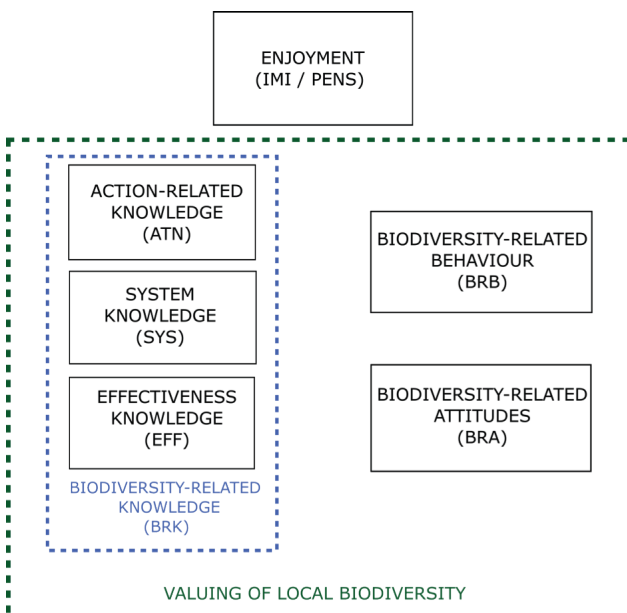 ENJOYMENT
(IMI / PENS)
ACTION-RELATED
KNOWLEDGE
(ATN)
SYSTEM
KNOWLEDGE
(SYS)
EFFECTIVENESS
KNOWLEDGE
(EFF)
BIODIVERSITY-RELATED
KNOWLEDGE
(BRK)
BIODIVERSITY-RELATED
BEHAVIOUR
(BRB)
BIODIVERSITY-RELATED
ATTITUDES
(BRA)
VALUING OF LOCAL BIODIVERSITY